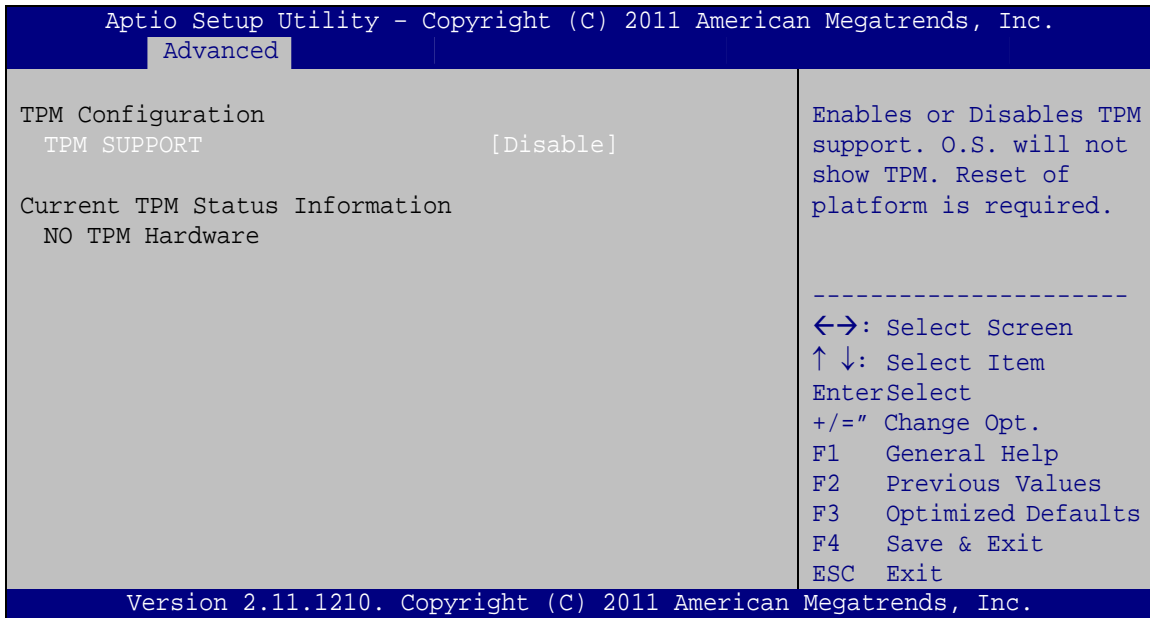 Aptio Setup Utility – Copyright (C) 2011 American Megatrends, Inc.
Advanced
TPM Configuration
TPM SUPPORT [Disable]
Current TPM Status Information
NO TPM Hardware
Enables or Disables TPM
support. O.S. will not
show TPM. Reset of
platform is required.
----------------------
←→: Select Screen
↑ ↓: Select Item
EnterSelect
+/=″ Change Opt.
F1 General Help
F2 Previous Values
F3 Optimized Defaults
F4 Save & Exit
ESC Exit
Version 2.11.1210. Copyright (C) 2011 American Megatrends, Inc.